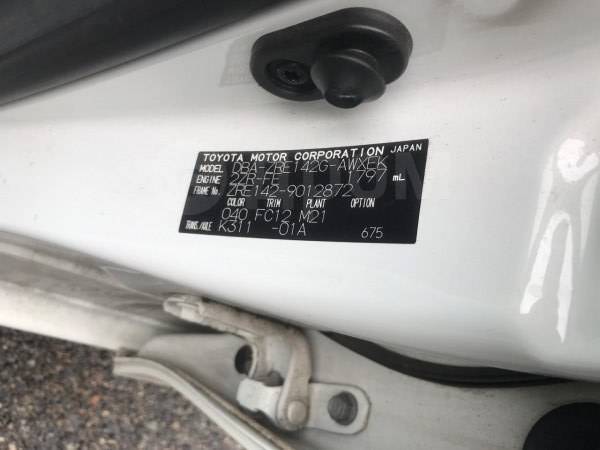 TOYOTA MOTOR CORPORATION JAPAN
MODEL DBA-ZRE142G-AWXEK
ENGINE 2ZR-FE 1797 mL
FRAME No. ZRE142-9012872
COLOR TRIM PLANT OPTION
040 FC12 M21
TRANS/AXLE K311 -01A 675